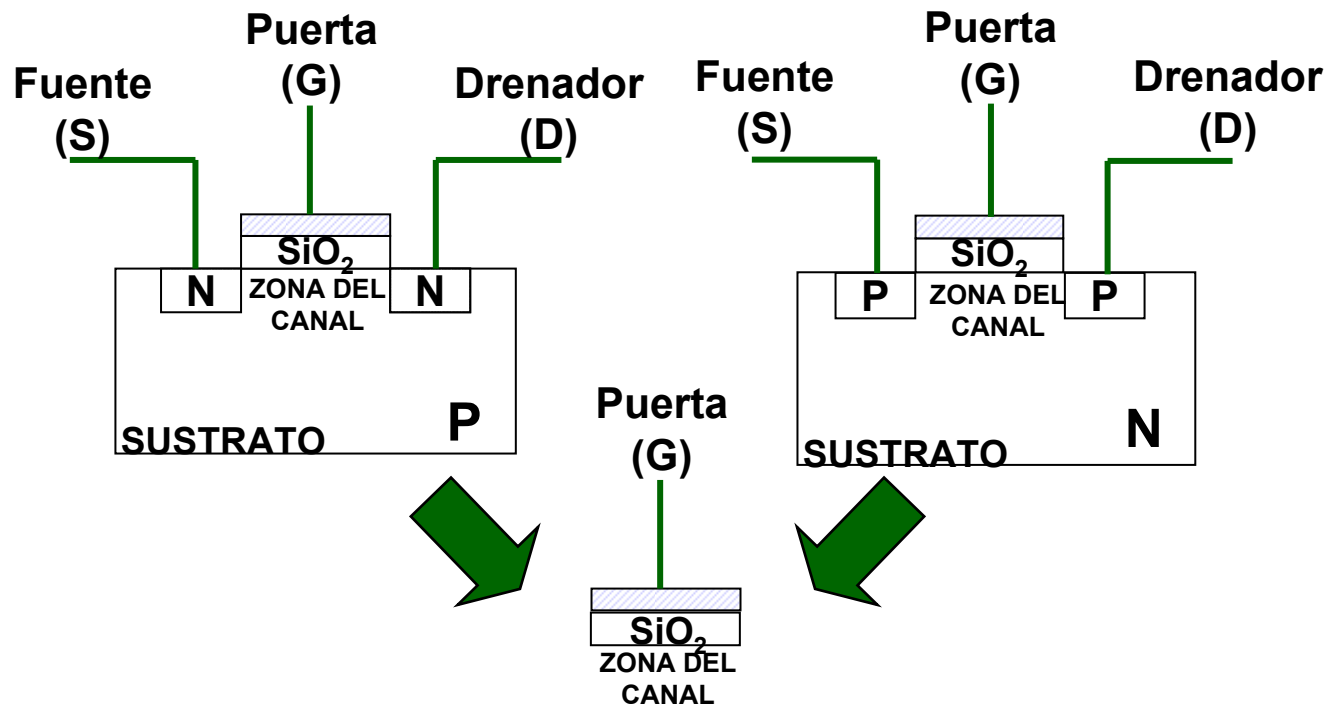 Puerta
(G)
Fuente
(S)
Drenador
(D)
SiO₂
N
ZONA DEL
CANAL
N
P
SUSTRATO
Puerta
(G)
Fuente
(S)
Drenador
(D)
SiO₂
P
ZONA DEL
CANAL
P
N
SUSTRATO
Puerta
(G)
SiO₂
ZONA DEL
CANAL